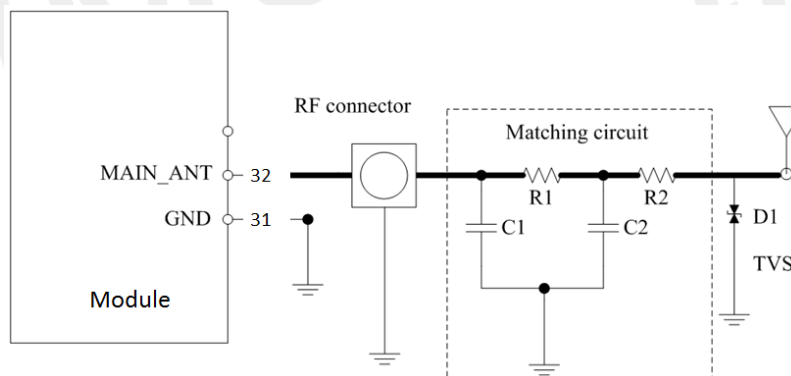 RF connector
Matching circuit
MAIN_ANT 32
R1
R2
GND 31
C1
C2
D1
TVS
Module